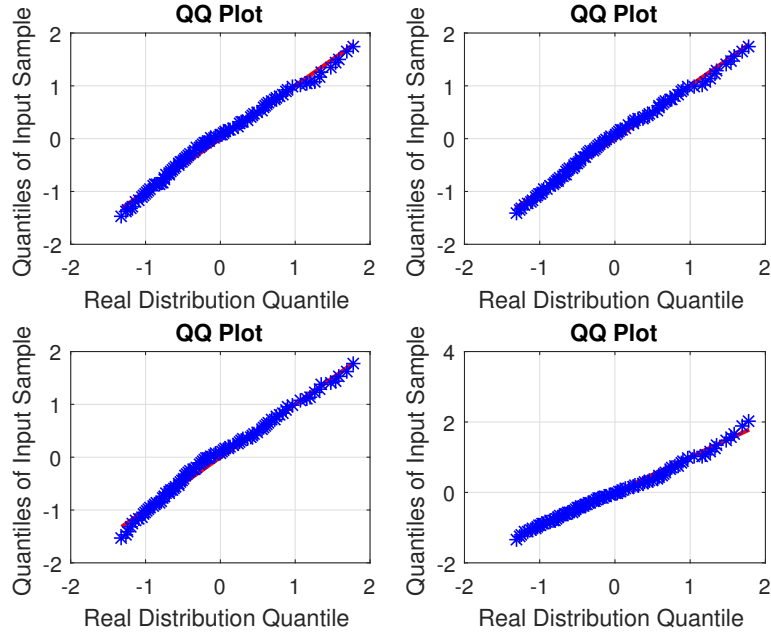 QQ Plot
Quantiles of Input Sample
2
1
0
-1
-2
-2 -1 0 1 2
Real Distribution Quantile
QQ Plot
Quantiles of Input Sample
2
1
0
-1
-2
-2 -1 0 1 2
Real Distribution Quantile
QQ Plot
Quantiles of Input Sample
2
1
0
-1
-2
-2 -1 0 1 2
Real Distribution Quantile
QQ Plot
Quantiles of Input Sample
4
2
0
-2
-2 -1 0 1 2
Real Distribution Quantile